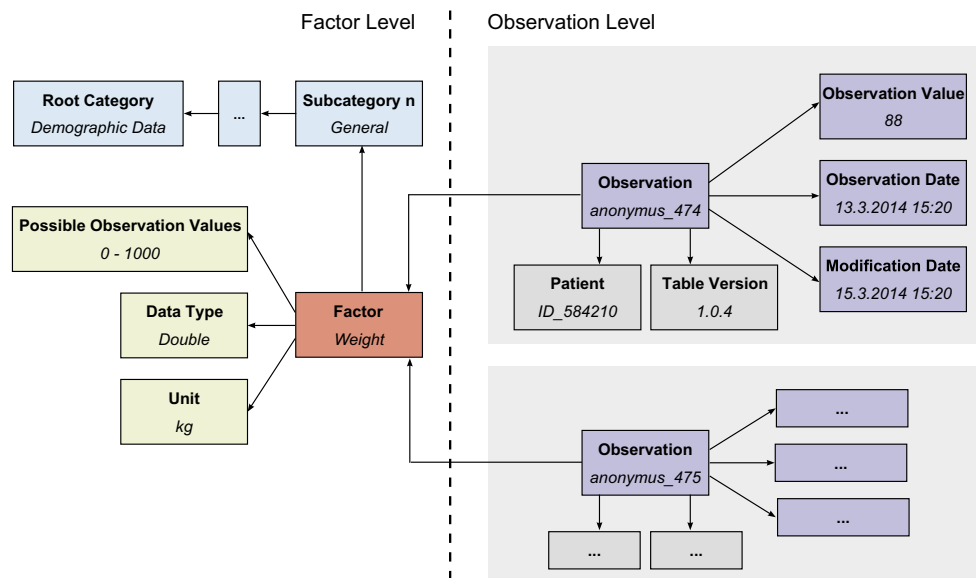 Factor Level
Observation Level
Root Category
Demographic Data
...
Subcategory n
General
Possible Observation Values
0 - 1000
Data Type
Double
Unit
kg
Factor
Weight
Observation
anonymus_474
Observation Value
88
Observation Date
13.3.2014 15:20
Modification Date
15.3.2014 15:20
Patient
ID_584210
Table Version
1.0.4
Observation
anonymus_475
...
...
...
...
...